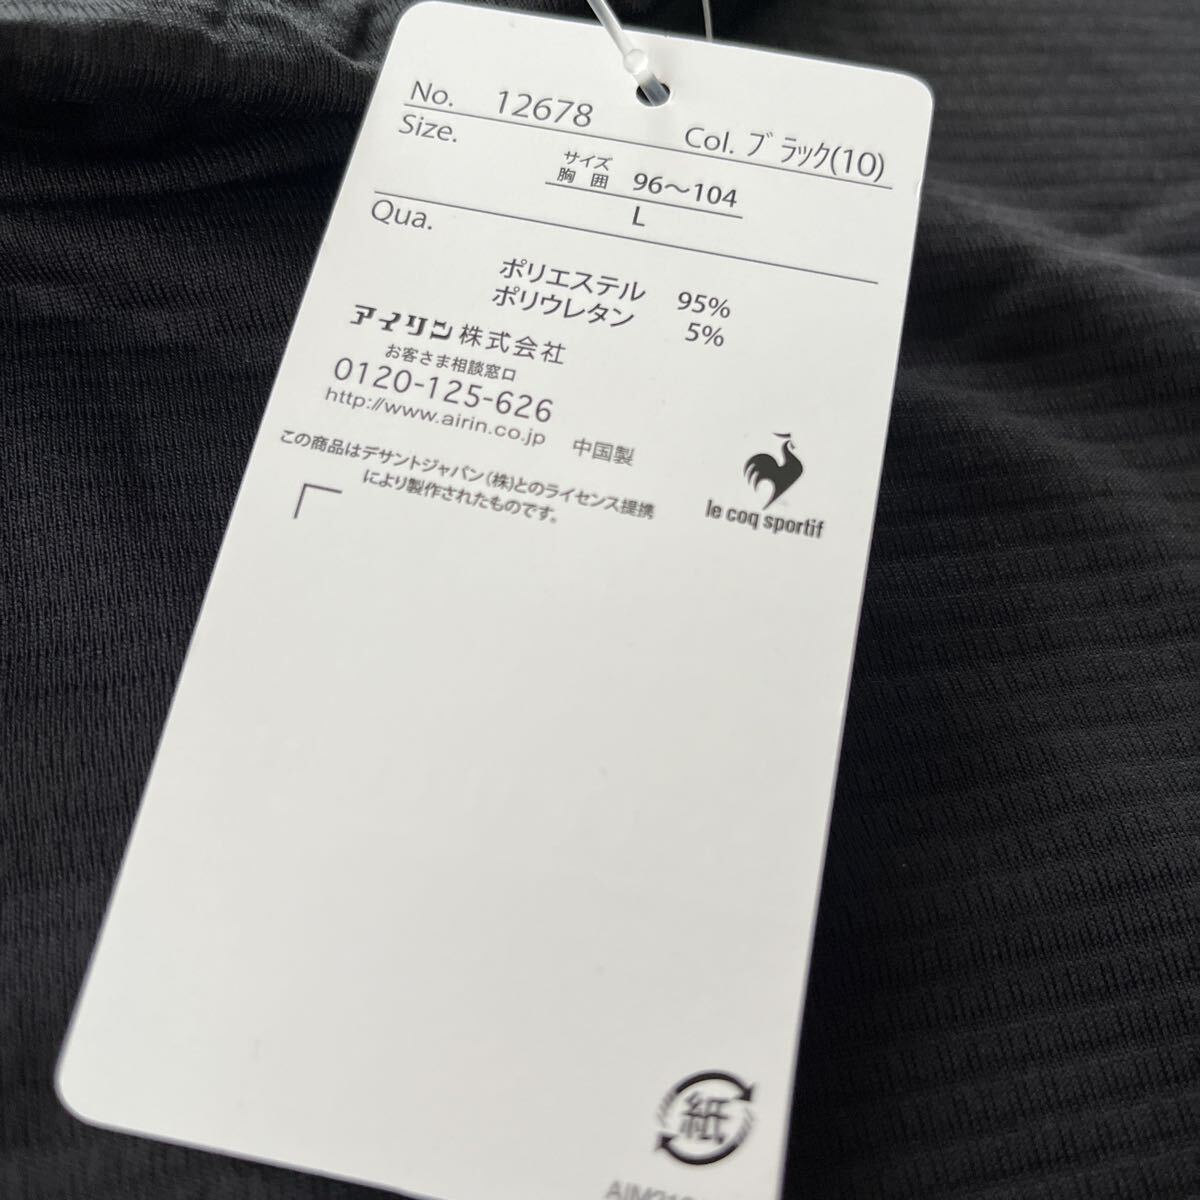 No. 12678 Col. ブラック(10)
Size.
サイズ
胸囲 96〜104
L
Qua.
ポリエステル 95%
ポリウレタン 5%
アイリン株式会社
お客さま相談窓口
0120-125-626
http://www.airin.co.jp 中国製
この商品はデサントジャパン(株)とのライセンス提携
により製作されたものです。
le coq sportif
紙